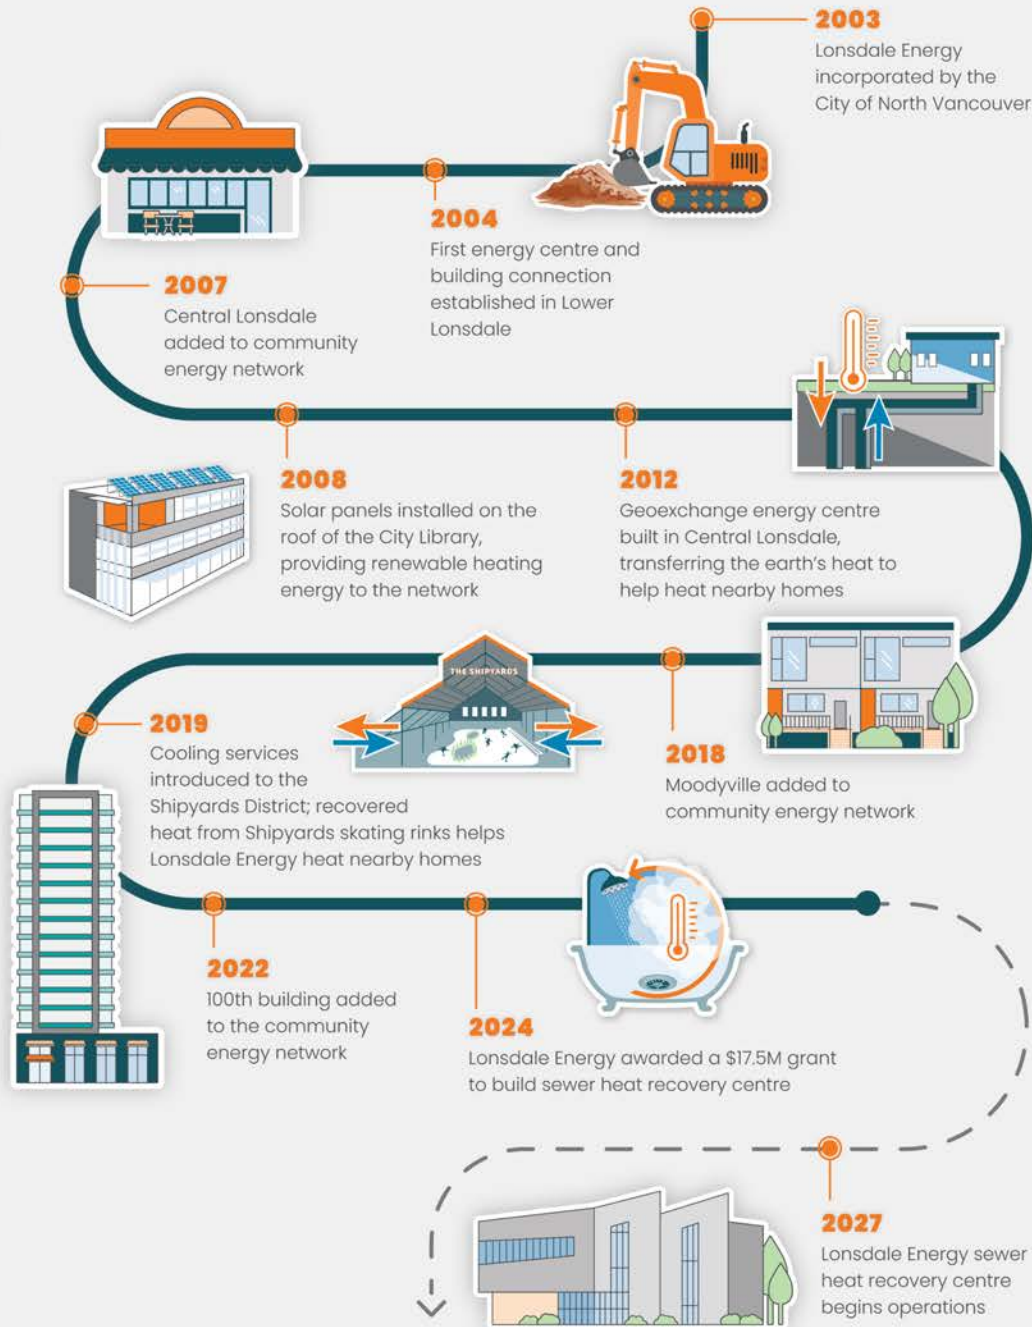 2003
Lonsdale Energy
incorporated by the
City of North Vancouver
2004
First energy centre and
building connection
established in Lower
Lonsdale
2007
Central Lonsdale
added to community
energy network
2008
Solar panels installed on the
roof of the City Library,
providing renewable heating
energy to the network
2012
Geoexchange energy centre
built in Central Lonsdale,
transferring the earth's heat to
help heat nearby homes
THE SHIPYARDS
2018
Moodyville added to
community energy network
2019
Cooling services
introduced to the
Shipyards District; recovered
heat from Shipyards skating rinks helps
Lonsdale Energy heat nearby homes
2022
100th building added
to the community
energy network
2024
Lonsdale Energy awarded a $17.5M grant
to build sewer heat recovery centre
2027
Lonsdale Energy sewer
heat recovery centre
begins operations